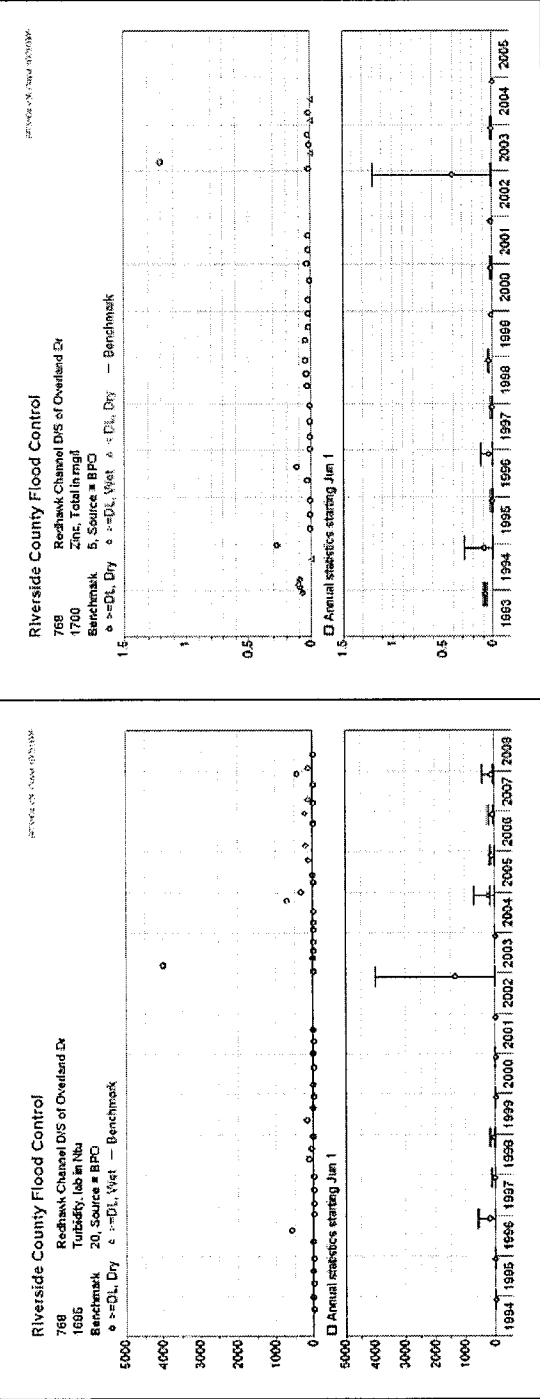 Riverside County Flood Control
768 Redhawk Channel D/S of Overland Dr
1695 Turbidity, lab in Ntu
Benchmark 20, Source = BPO
>=DL, Dry >=DL, Wet — Benchmark
5000
4000
3000
2000
1000
0
Annual statistics starting Jun 1
5000
4000
3000
2000
1000
0
1994 1995 1996 1997 1998 1999 2000 2001 2002 2003 2004 2005 2006 2007 2008
Riverside County Flood Control
768 Redhawk Channel D/S of Overland Dr
1700 Zinc, Total in mg/l
Benchmark 5, Source = BPO
>=DL, Dry >=DL, Wet < DL, Dry — Benchmark
1.5
0.5
0
Annual statistics starting Jun 1
1.5
0.5
0
1993 1994 1995 1996 1997 1998 1999 2000 2001 2002 2003 2004 2005